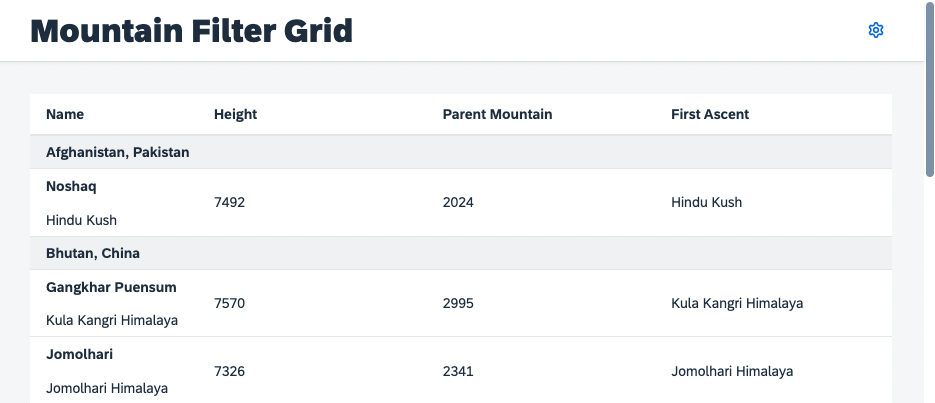 Mountain Filter Grid
Name Height Parent Mountain First Ascent
Afghanistan, Pakistan
Noshaq
7492 2024 Hindu Kush
Hindu Kush
Bhutan, China
Gangkhar Puensum
7570 2995 Kula Kangri Himalaya
Kula Kangri Himalaya
Jomolhari
7326 2341 Jomolhari Himalaya
Jomolhari Himalaya